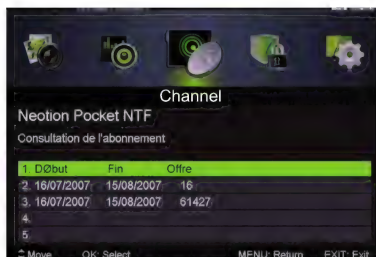 Channel
Neotion Pocket NTF
Consultation de l'abonnement
1. DØbut Fin Offre
2. 16/07/2007 15/08/2007 16
3. 16/07/2007 15/08/2007 61427
4.
5.
Move OK: Select MENU: Return EXIT: Exit